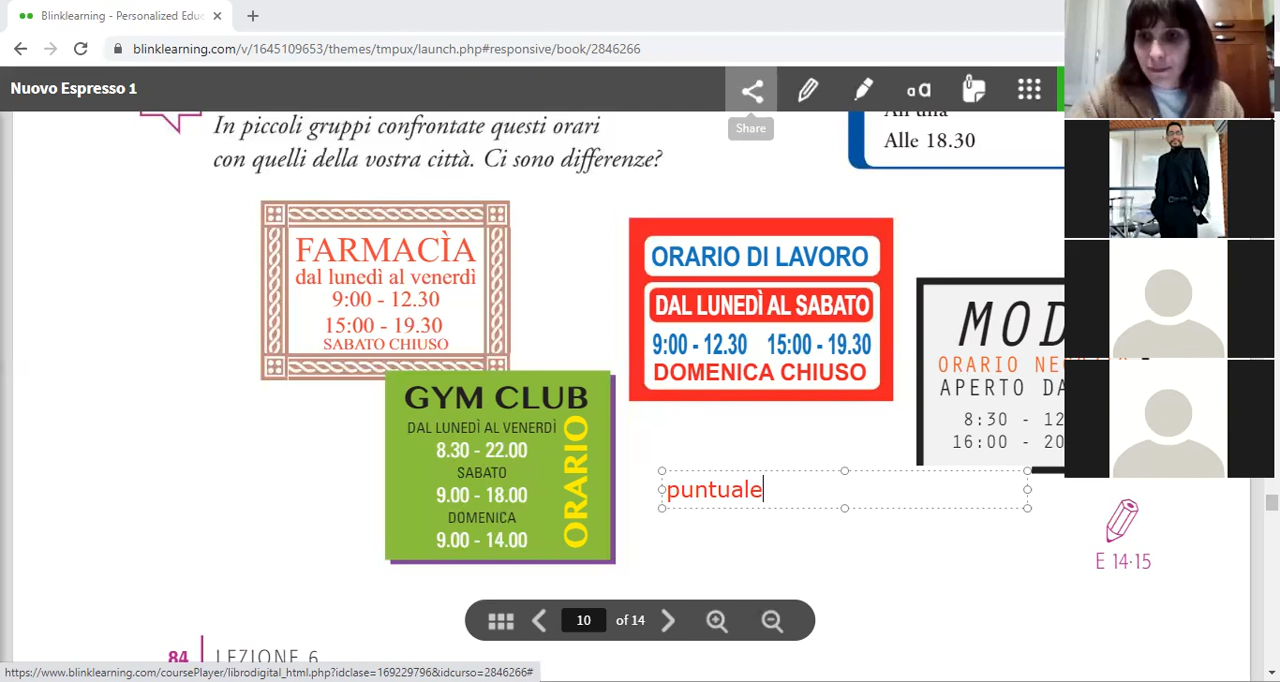 Blinklearning - Personalized Educ
blinklearning.com/v/1645109653/themes/tmpux/launch.php#responsive/book/2846266
Nuovo Espresso 1
aA
Share
In piccoli gruppi confrontate questi orari
con quelli della vostra città. Ci sono differenze?
All'una
Alle 18.30
FARMACÌA
dal lunedì al venerdì
9:00 - 12.30
15:00 - 19.30
SABATO CHIUSO
ORARIO DI LAVORO
DAL LUNEDÌ AL SABATO
9:00 - 12.30 15:00 - 19.30
DOMENICA CHIUSO
MOD
ORARIO NE
APERTO DA
8:30 - 12
16:00 - 20
GYM CLUB
DAL LUNEDÌ AL VENERDÌ
8.30 - 22.00
SABATO
9.00 - 18.00
DOMENICA
9.00 - 14.00
ORARIO
puntuale
E 14·15
10 of 14
84 LEZIONE 6
https://www.blinklearning.com/coursePlayer/librodigital_html.php?idclase=169229796&idcurso=2846266#